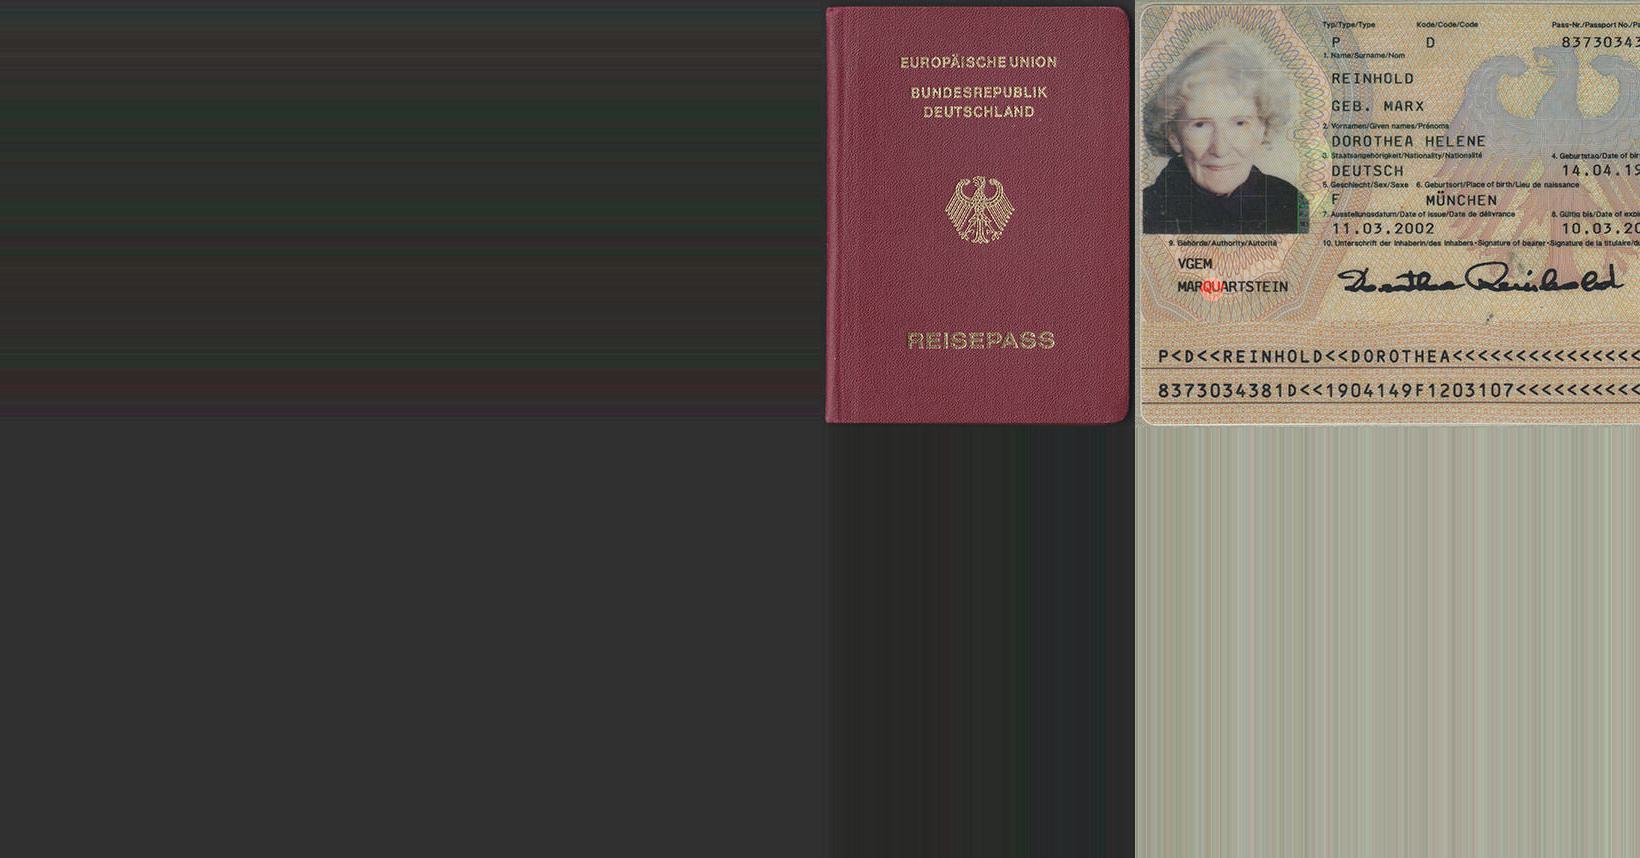 EUROPÄISCHE UNION
BUNDESREPUBLIK
DEUTSCHLAND
REISEPASS
Typ/Type/Type Kode/Code/Code Pass-Nr./Passport No./Pa
P D 83730343
1. Name/Surname/Nom
REINHOLD
GEB. MARX
2. Vornamen/Given names/Prénoms
DOROTHEA HELENE
3. Staatsangehörigkeit/Nationality/Nationalité 4. Geburtstag/Date of bir
DEUTSCH 14.04.19
5. Geschlecht/Sex/Sexe 6. Geburtsort/Place of birth/Lieu de naissance
F MÜNCHEN
7. Ausstellungsdatum/Date of issue/Date de délivrance 8. Gültig bis/Date of expi
11.03.2002 10.03.20
9. Behörde/Authority/Autorité 10. Unterschrift der Inhaberin/des Inhabers·Signature of bearer·Signature de la titulaire/du
VGEM
MARQUARTSTEIN
Dorothea Reinhold
P<D<<REINHOLD<<DOROTHEA<<<<<<<<<<<<<<<<
8373034381D<<1904149F1203107<<<<<<<<<<<